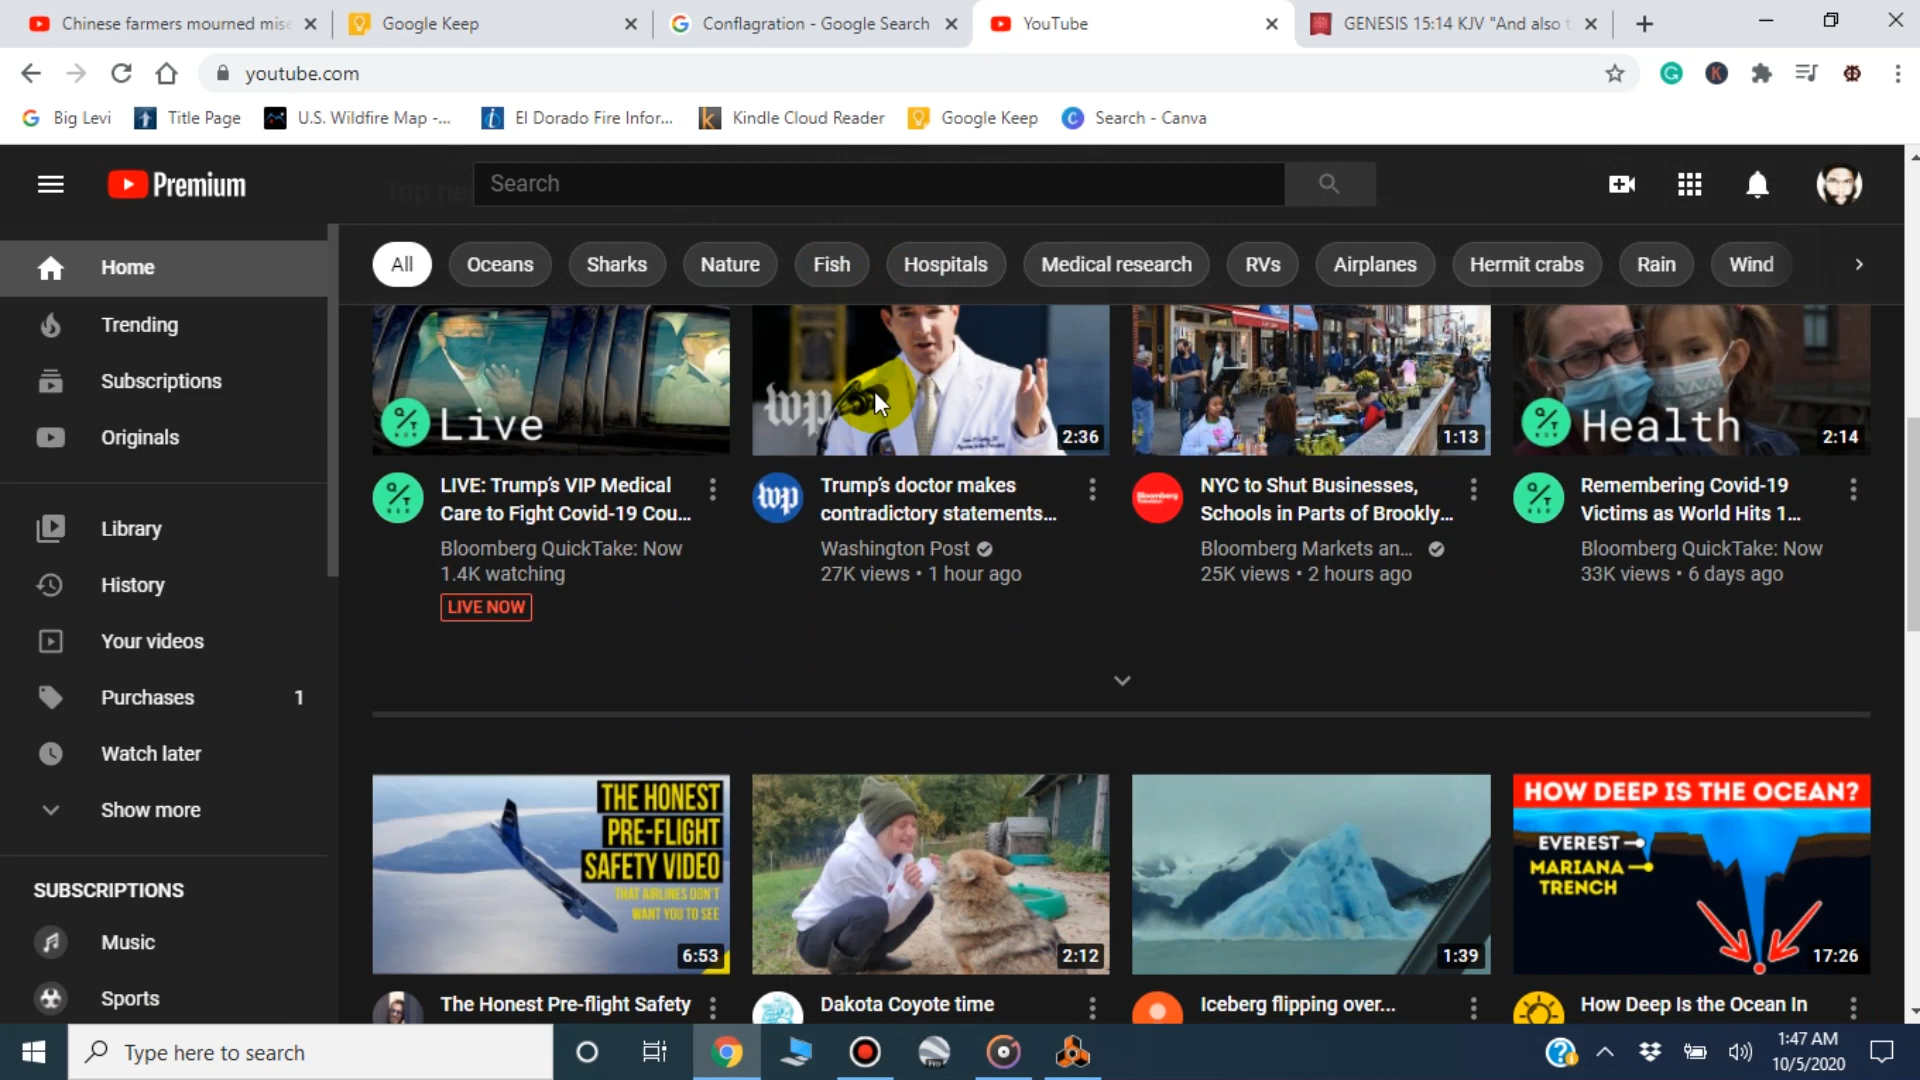 Chinese farmers mourned mise
Google Keep
Conflagration - Google Search
YouTube
GENESIS 15:14 KJV "And also t
youtube.com
Big Levi
Title Page
U.S. Wildfire Map -...
El Dorado Fire Infor...
Kindle Cloud Reader
Google Keep
Search - Canva
Premium
Top ne
Search
Home
Trending
Subscriptions
Originals
Library
History
Your videos
Purchases 1
Watch later
Show more
SUBSCRIPTIONS
Music
Sports
All
Oceans
Sharks
Nature
Fish
Hospitals
Medical research
RVs
Airplanes
Hermit crabs
Rain
Wind
Live
LIVE: Trump's VIP Medical
Care to Fight Covid-19 Cou...
Bloomberg QuickTake: Now
1.4K watching
LIVE NOW
wp
2:36
wp
Trump's doctor makes
contradictory statements...
Washington Post
27K views • 1 hour ago
1:13
NYC to Shut Businesses,
Schools in Parts of Brookly...
Bloomberg Markets an...
25K views • 2 hours ago
Health
2:14
Remembering Covid-19
Victims as World Hits 1...
Bloomberg QuickTake: Now
33K views • 6 days ago
THE HONEST
PRE-FLIGHT
SAFETY VIDEO
THAT AIRLINES DON'T
WANT YOU TO SEE
6:53
The Honest Pre-flight Safety
2:12
Dakota Coyote time
1:39
Iceberg flipping over...
HOW DEEP IS THE OCEAN?
EVEREST
MARIANA
TRENCH
17:26
How Deep Is the Ocean In
Type here to search
1:47 AM
10/5/2020